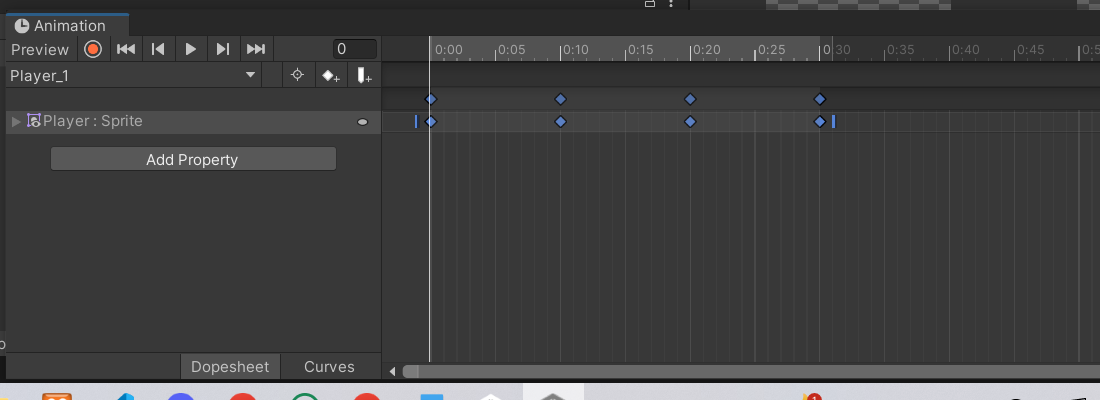 Animation
Preview 0 0:00 0:05 0:10 0:15 0:20 0:25 0:30 0:35 0:40 0:45
Player_1
Player : Sprite
Add Property
Dopesheet Curves
1